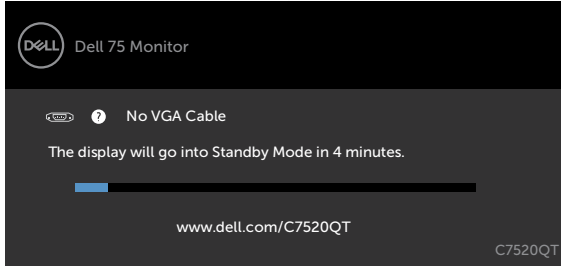 DELL Dell 75 Monitor
? No VGA Cable
The display will go into Standby Mode in 4 minutes.
www.dell.com/C7520QT
C7520QT